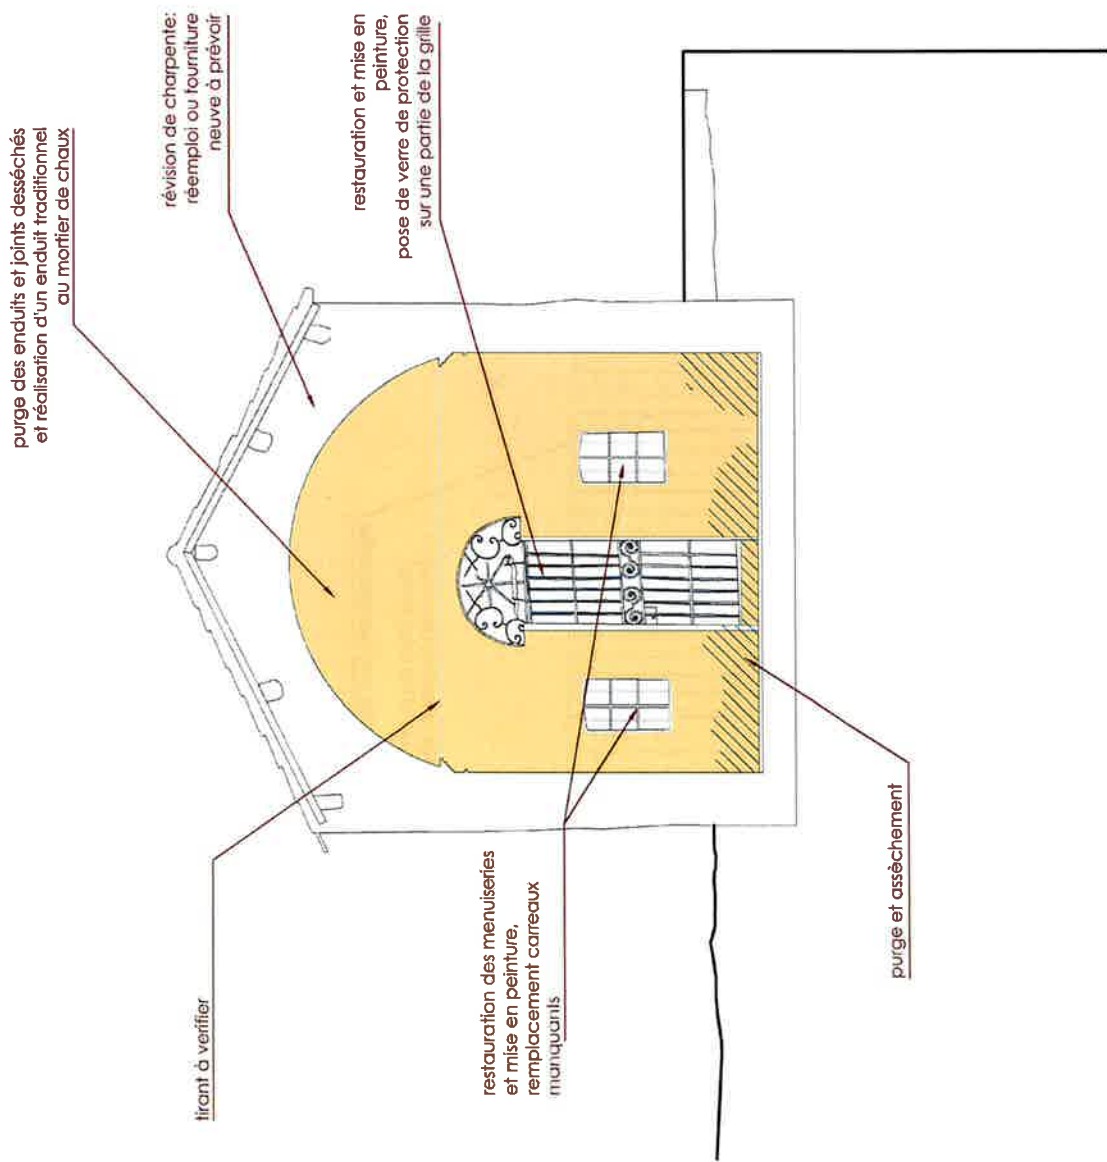 purge des enduits et joints desséchés
et réalisation d'un enduit traditionnel
au mortier de chaux
révision de charpente:
réemploi ou fourniture
neuve à prévoir
tirant à vérifier
restauration et mise en
peinture,
pose de verre de protection
sur une partie de la grille
restauration des menuiseries
et mise en peinture,
remplacement carreaux
manquants
purge et assèchement